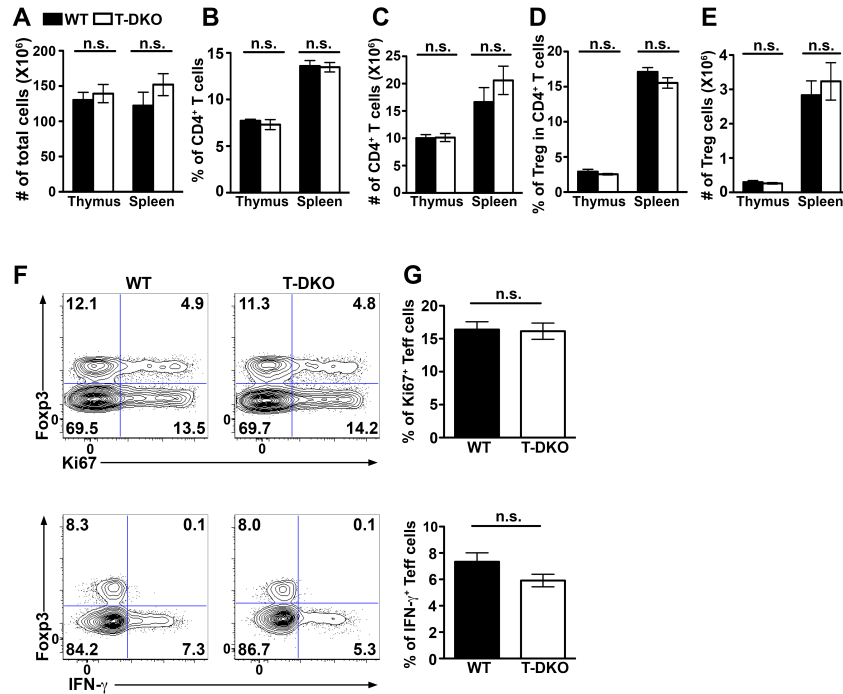 A WT T-DKO
# of total cells (X10⁶)
200
150
100
50
0
n.s. n.s.
Thymus Spleen
B
% of CD4⁺ T cells
15
10
5
0
n.s. n.s.
Thymus Spleen
C
# of CD4⁺ T cells (X10⁶)
25
20
15
10
5
0
n.s. n.s.
Thymus Spleen
D
% of Treg in CD4⁺ T cells
20
15
10
5
0
n.s. n.s.
Thymus Spleen
E
# of Treg cells (X10⁶)
4
3
2
1
0
n.s. n.s.
Thymus Spleen
F
WT T-DKO
12.1 4.9 11.3 4.8
Foxp3
0
69.5 13.5 69.7 14.2
0 0
Ki67
8.3 0.1 8.0 0.1
Foxp3
0 0
84.2 7.3 86.7 5.3
0 0
IFN-γ
G
% of Ki67⁺ Teff cells
20
15
10
5
0
n.s.
WT T-DKO
% of IFN-γ⁺ Teff cells
10
8
6
4
2
0
n.s.
WT T-DKO